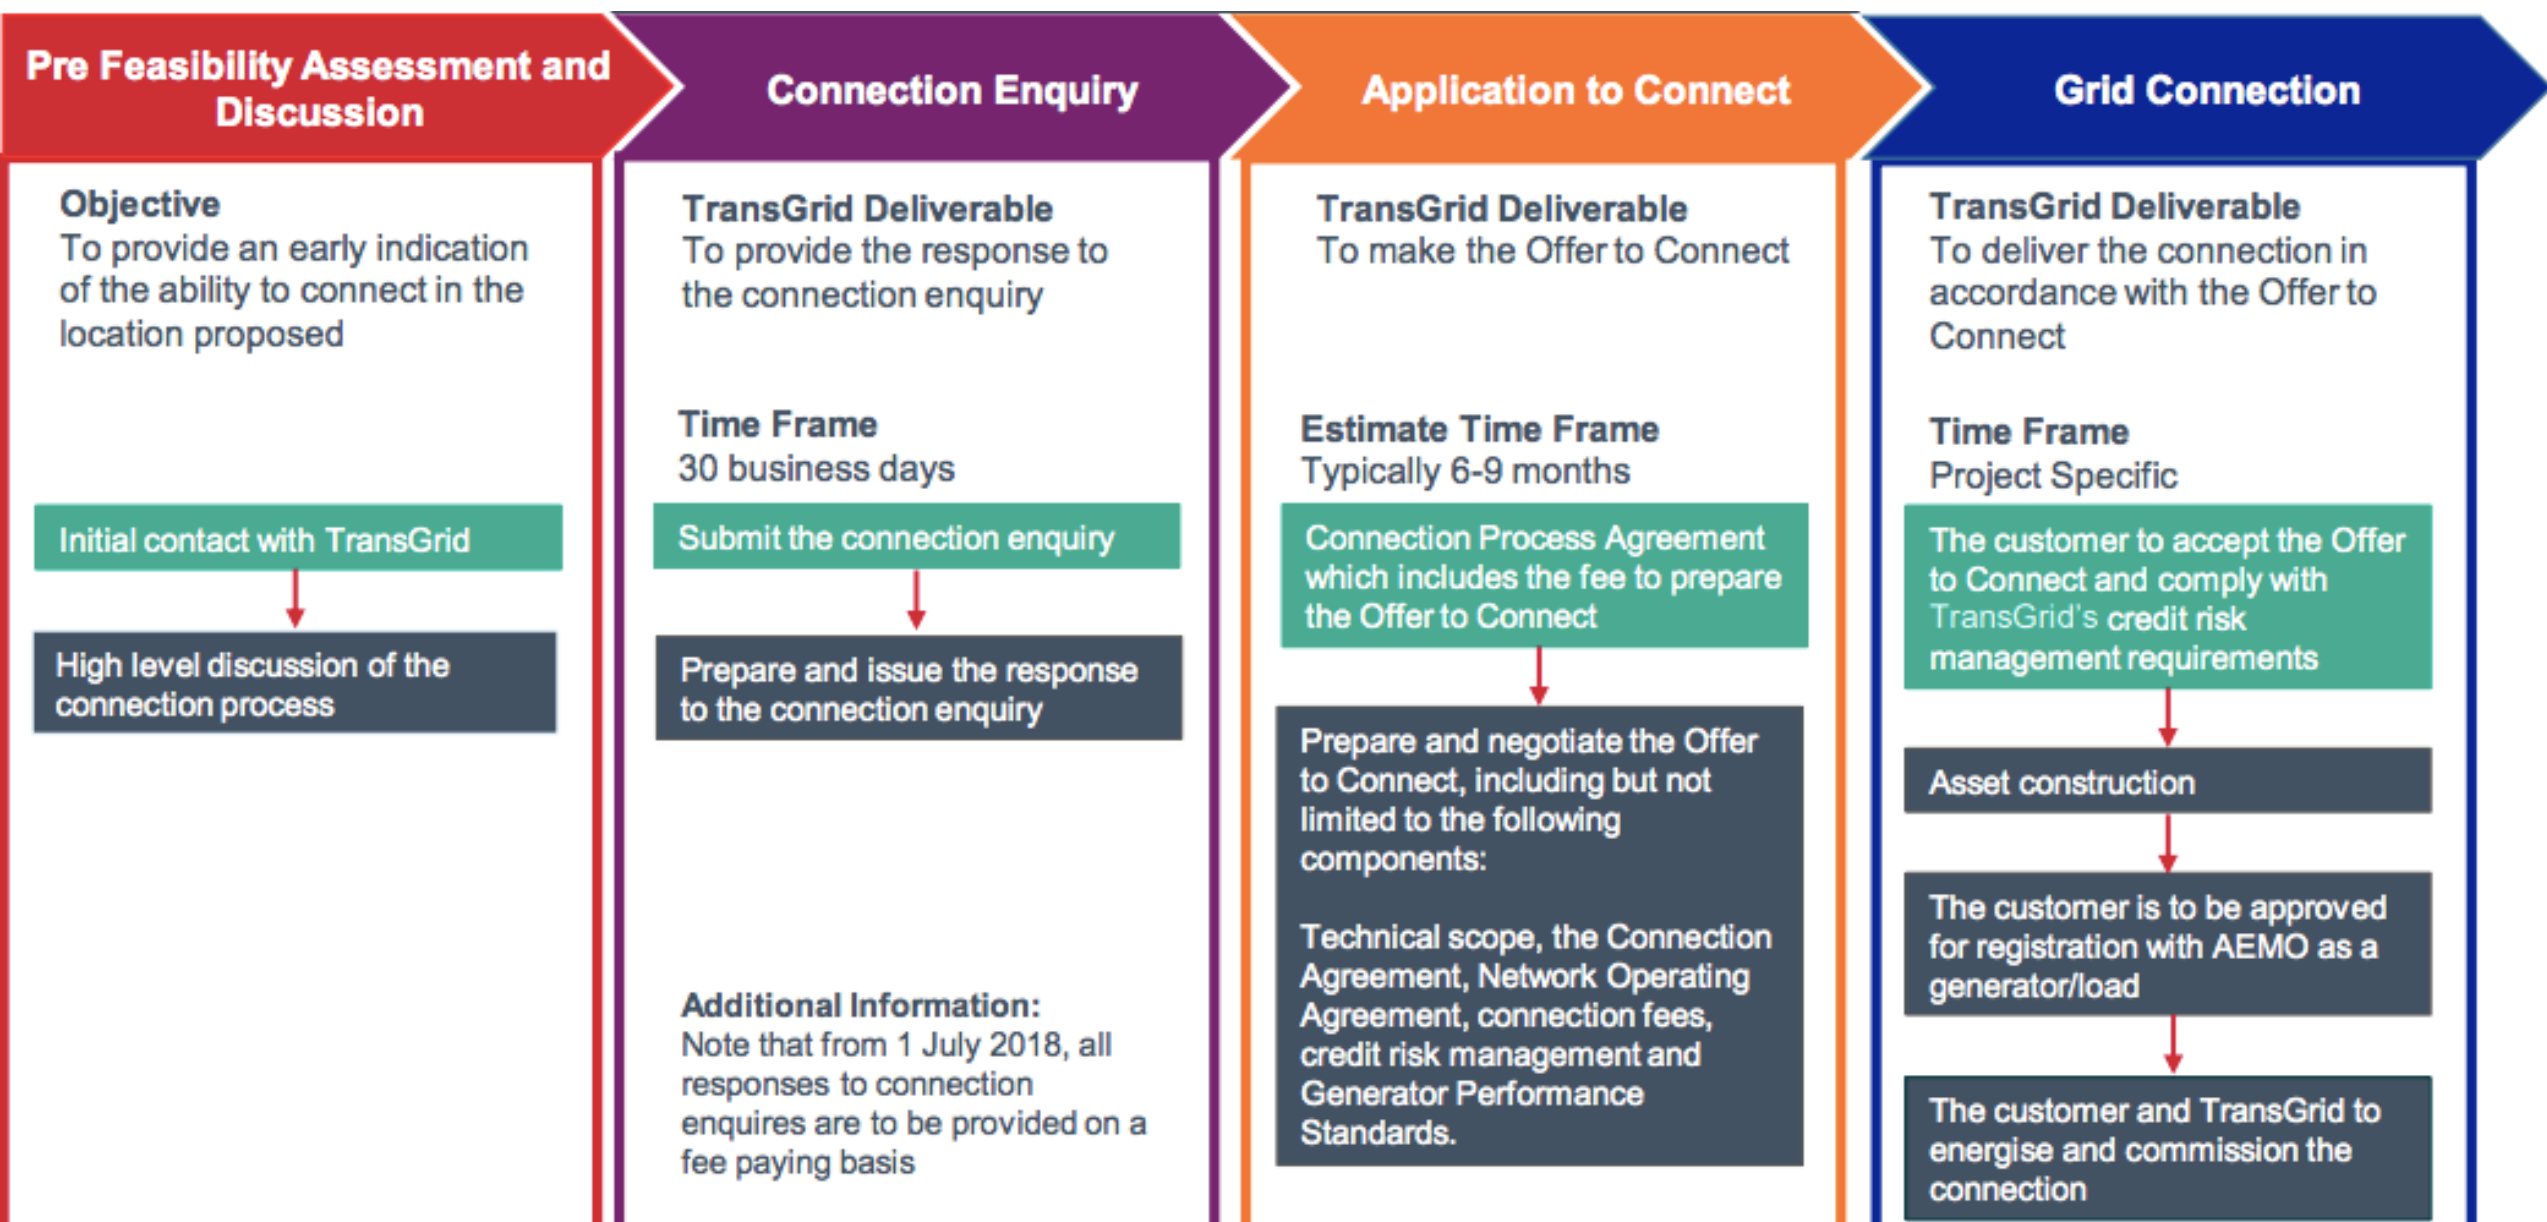 Pre Feasibility Assessment and
Discussion
Objective
To provide an early indication
of the ability to connect in the
location proposed
Initial contact with TransGrid
High level discussion of the
connection process
Connection Enquiry
TransGrid Deliverable
To provide the response to
the connection enquiry
Time Frame
30 business days
Submit the connection enquiry
Prepare and issue the response
to the connection enquiry
Additional Information:
Note that from 1 July 2018, all
responses to connection
enquires are to be provided on a
fee paying basis
Application to Connect
TransGrid Deliverable
To make the Offer to Connect
Estimate Time Frame
Typically 6-9 months
Connection Process Agreement
which includes the fee to prepare
the Offer to Connect
Prepare and negotiate the Offer
to Connect, including but not
limited to the following
components:
Technical scope, the Connection
Agreement, Network Operating
Agreement, connection fees,
credit risk management and
Generator Performance
Standards.
Grid Connection
TransGrid Deliverable
To deliver the connection in
accordance with the Offer to
Connect
Time Frame
Project Specific
The customer to accept the Offer
to Connect and comply with
TransGrid's credit risk
management requirements
Asset construction
The customer is to be approved
for registration with AEMO as a
generator/load
The customer and TransGrid to
energise and commission the
connection